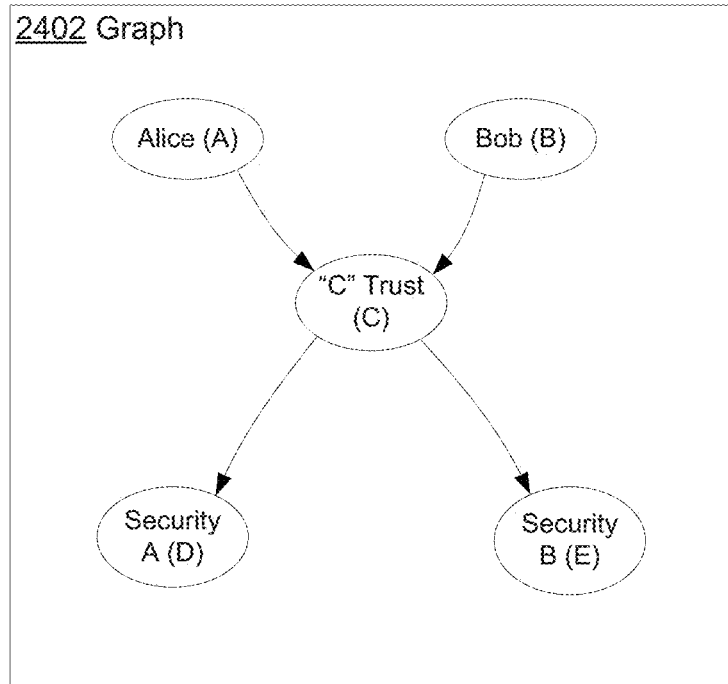 2402 Graph
Alice (A)
Bob (B)
“C” Trust
(C)
Security
A (D)
Security
B (E)